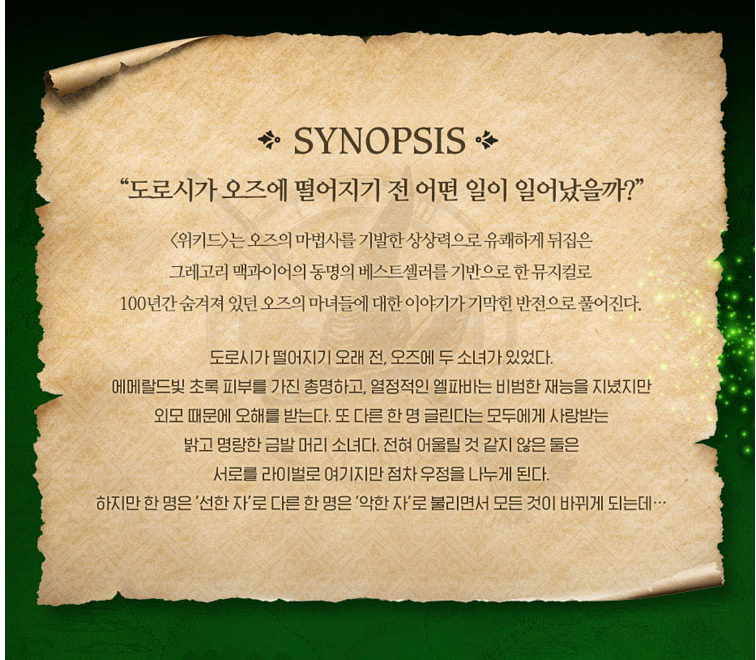 SYNOPSIS
“도로시가 오즈에 떨어지기 전 어떤 일이 일어났을까?”
〈위키드〉는 오즈의 마법사를 기발한 상상력으로 유쾌하게 뒤집은
그레고리 맥과이어의 동명의 베스트셀러를 기반으로 한 뮤지컬로
100년간 숨겨져 있던 오즈의 마녀들에 대한 이야기가 기막힌 반전으로 풀어진다.
도로시가 떨어지기 오래 전, 오즈에 두 소녀가 있었다.
에메랄드빛 초록 피부를 가진 총명하고, 열정적인 엘파바는 비범한 재능을 지녔지만
외모 때문에 오해를 받는다. 또 다른 한 명 글린다는 모두에게 사랑받는
밝고 명랑한 금발 머리 소녀다. 전혀 어울릴 것 같지 않은 둘은
서로를 라이벌로 여기지만 점차 우정을 나누게 된다.
하지만 한 명은 ‘선한 자’로 다른 한 명은 ‘악한 자’로 불리면서 모든 것이 바뀌게 되는데…